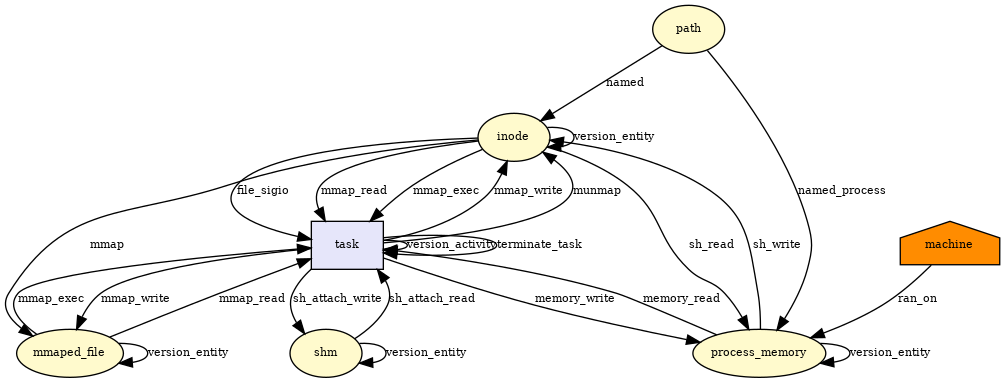 path
named
inode
version_entity
file_sigio
mmap_read
mmap_exec
mmap_write
munmap
named_process
mmap
task
version_activity
terminate_task
sh_read
sh_write
machine
mmap_exec
mmap_write
mmap_read
sh_attach_write
sh_attach_read
memory_write
memory_read
ran_on
mmaped_file
version_entity
shm
version_entity
process_memory
version_entity